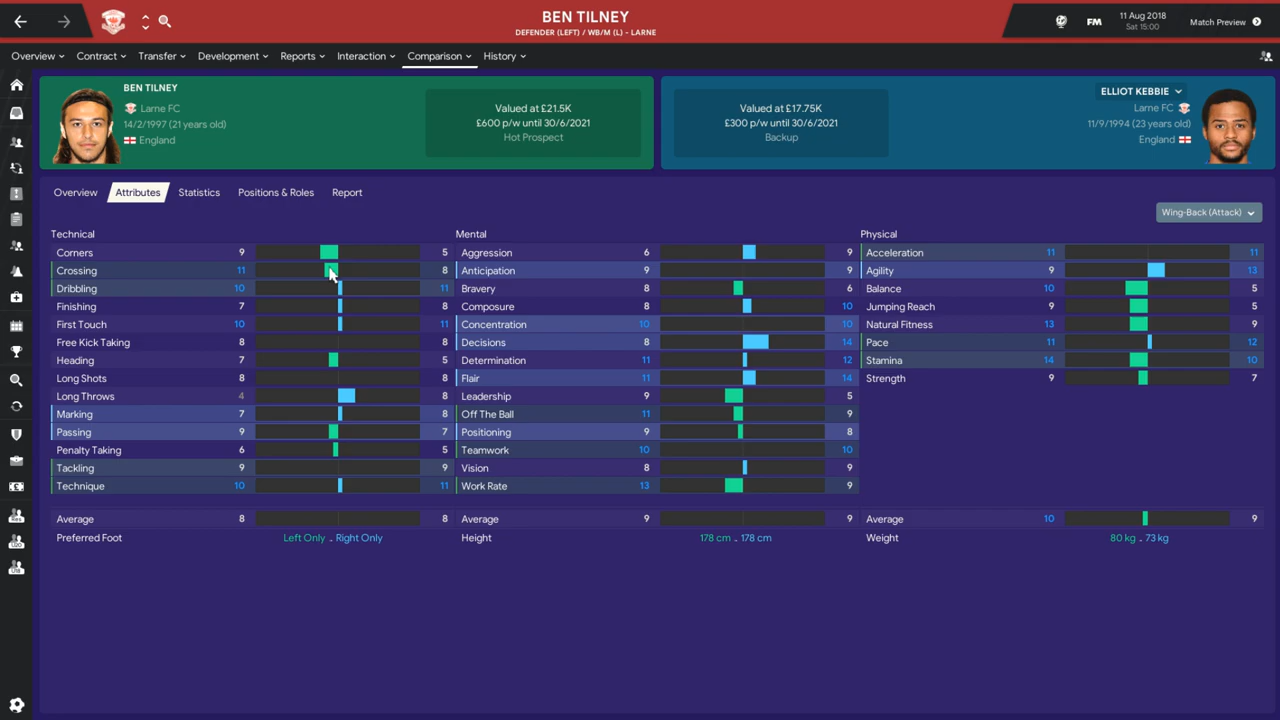 BEN TILNEY
DEFENDER (LEFT) / WB/M (L) - LARNE
FM
11 Aug 2018
Sat 15:00
Match Preview
Overview Contract Transfer Development Reports Interaction Comparison History
BEN TILNEY
Larne FC
14/2/1997 (21 years old)
England
Valued at £21.5K
£600 p/w until 30/6/2021
Hot Prospect
Valued at £17.75K
£300 p/w until 30/6/2021
Backup
ELLIOT KEBBIE
Larne FC
11/9/1994 (23 years old)
England
Overview Attributes Statistics Positions & Roles Report
Wing-Back (Attack)
Technical
Corners 9 5
Crossing 11 8
Dribbling 10 11
Finishing 7 8
First Touch 10 11
Free Kick Taking 8 8
Heading 7 5
Long Shots 8 8
Long Throws 4 8
Marking 7 8
Passing 9 7
Penalty Taking 6 5
Tackling 9 9
Technique 10 11
Average 8 8
Preferred Foot Left Only - Right Only
Mental
Aggression 6 9
Anticipation 9 9
Bravery 8 6
Composure 8 10
Concentration 10 10
Decisions 8 14
Determination 11 12
Flair 11 14
Leadership 9 5
Off The Ball 11 9
Positioning 9 8
Teamwork 10 10
Vision 8 9
Work Rate 13 9
Average 9 9
Height 178 cm - 178 cm
Physical
Acceleration 11 11
Agility 9 13
Balance 10 5
Jumping Reach 9 5
Natural Fitness 13 9
Pace 11 12
Stamina 14 10
Strength 9 7
Average 10 9
Weight 80 kg - 73 kg